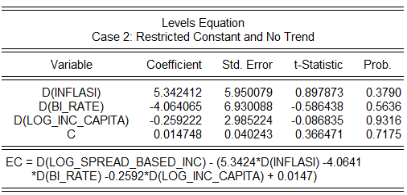 Levels Equation
Case 2: Restricted Constant and No Trend
Variable Coefficient Std. Error t-Statistic Prob.
D(INFLASI) 5.342412 5.950079 0.897873 0.3790
D(BI_RATE) -4.064065 6.930088 -0.586438 0.5636
D(LOG_INC_CAPITA) -0.259222 2.985224 -0.086835 0.9316
C 0.014748 0.040243 0.366471 0.7175
EC = D(LOG_SPREAD_BASED_INC) - (5.3424*D(INFLASI) -4.0641
*D(BI_RATE) -0.2592*D(LOG_INC_CAPITA) + 0.0147)